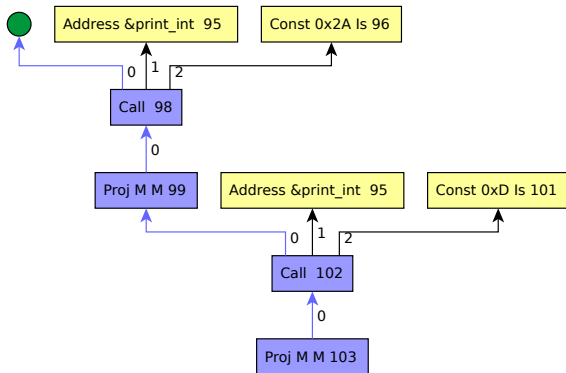 Address &print_int 95
Const 0x2A Is 96
0
1
2
Call 98
0
Proj M M 99
Address &print_int 95
Const 0xD Is 101
0
1
2
Call 102
0
Proj M M 103